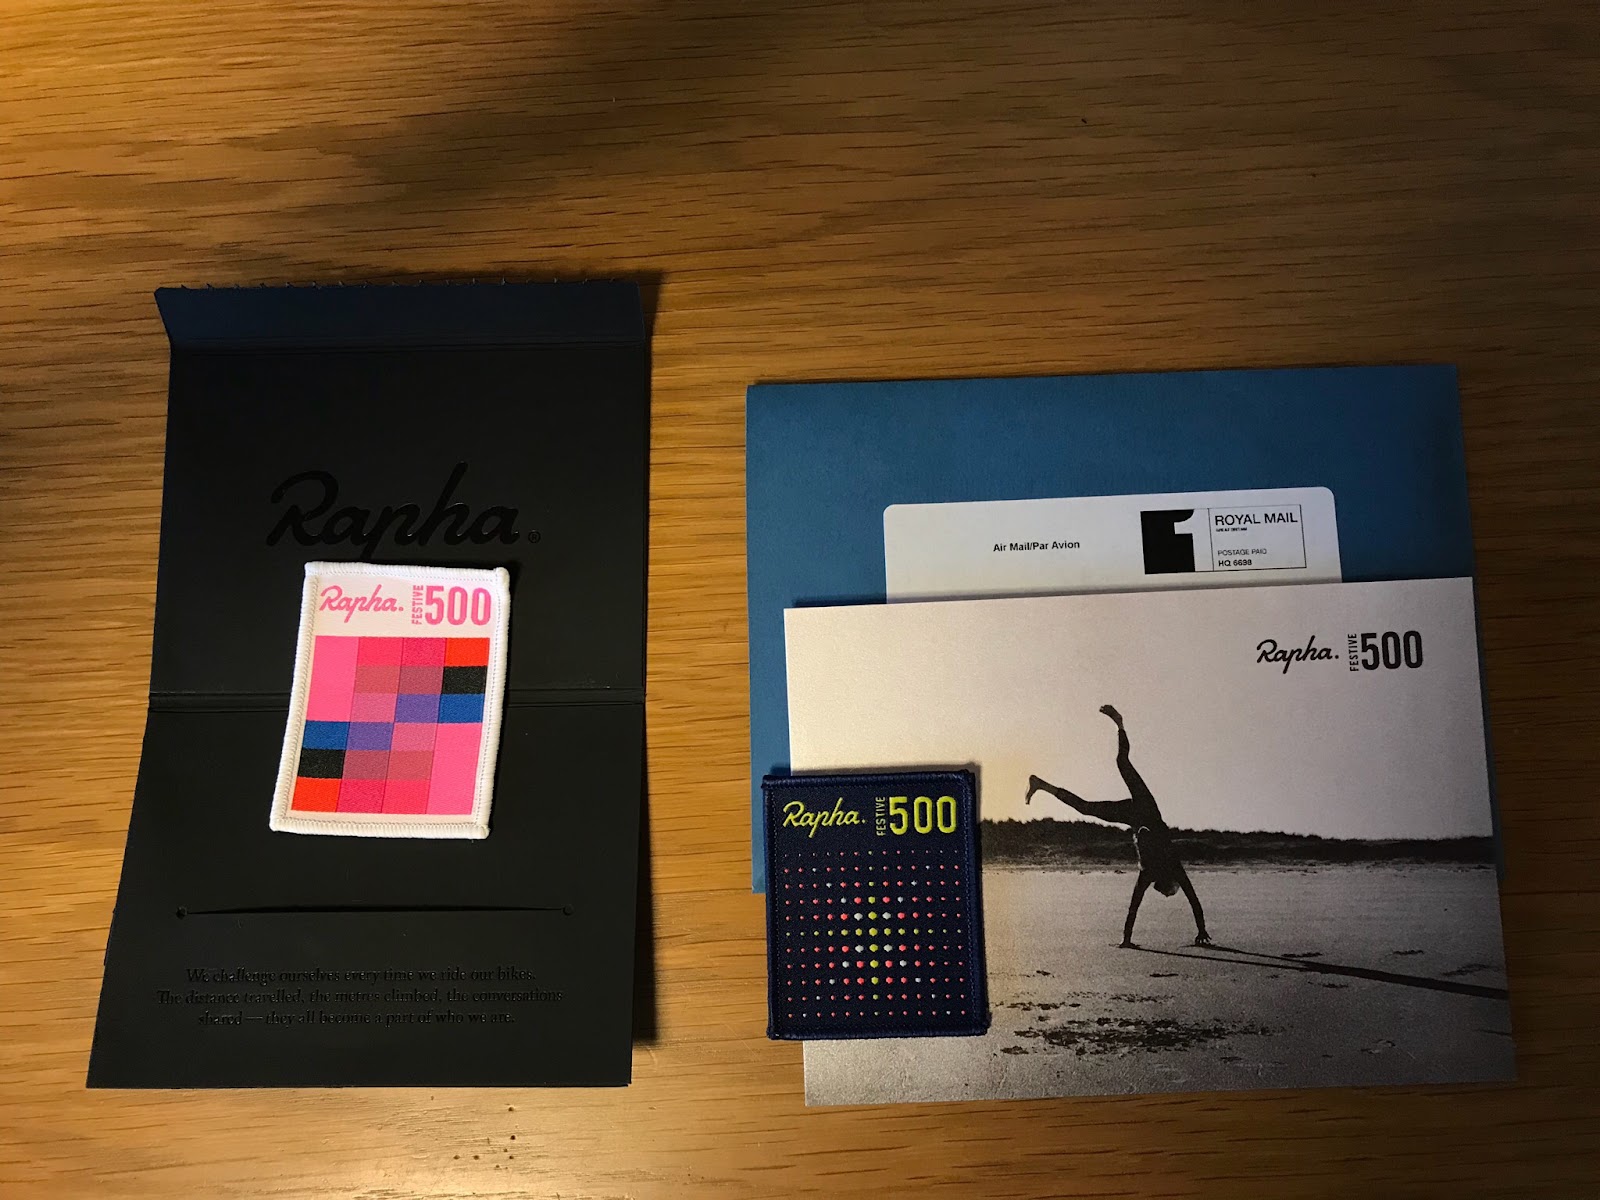 Rapha.®
Rapha. FESTIVE 500
We challenge ourselves every time we ride our bikes.
The distance travelled, the metres climbed, the conversations
shared — they all become a part of who we are.
Air Mail/Par Avion
1 ROYAL MAIL
POSTAGE PAID
HQ 6698
Rapha. FESTIVE 500
Rapha. FESTIVE 500